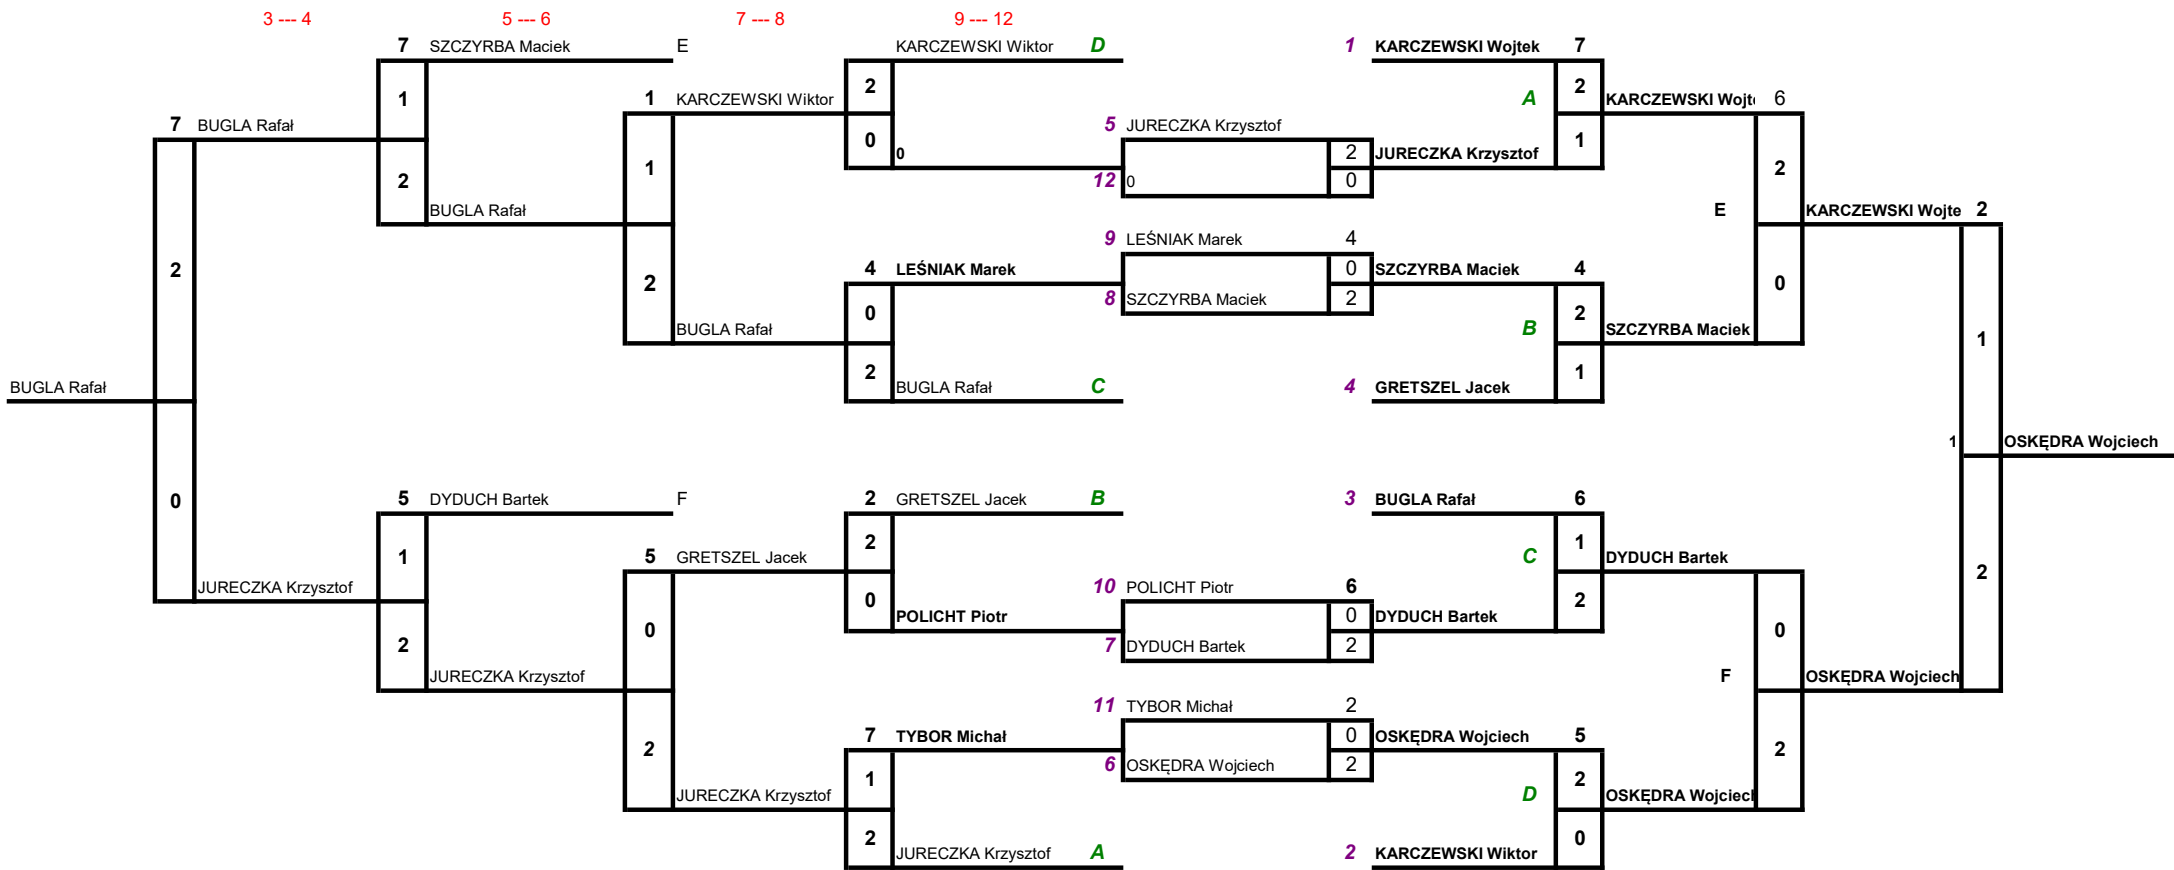 3 --- 4 5 --- 6 7 --- 8 9 --- 12
7 SZCZYRBA Maciek E KARCZEWSKI Wiktor D 1 KARCZEWSKI Wojtek 7
1 1 KARCZEWSKI Wiktor 2 A 2 KARCZEWSKI Wojt 6
7 BUGLA Rafał 5 JURECZKA Krzysztof
0 0 2 JURECZKA Krzysztof 1
2 1 12 0 0 2
BUGLA Rafał E KARCZEWSKI Wojte 2
9 LEŚNIAK Marek 4
2 4 LEŚNIAK Marek 0 SZCZYRBA Maciek 4
2 8 SZCZYRBA Maciek 2 0
0 2
BUGLA Rafał B SZCZYRBA Maciek 1
2 1
BUGLA Rafał BUGLA Rafał C 4 GRETSZEL Jacek
1 OSKĘDRA Wojciech
0 5 DYDUCH Bartek F 2 GRETSZEL Jacek B 3 BUGLA Rafał 6
1 5 GRETSZEL Jacek 2 C 1 DYDUCH Bartek 2
JURECZKA Krzysztof 0 10 POLICHT Piotr 6 2
0 POLICHT Piotr 0 DYDUCH Bartek 0
2 7 DYDUCH Bartek 2
JURECZKA Krzysztof F OSKĘDRA Wojciech
11 TYBOR Michał 2
2 7 TYBOR Michał 0 OSKĘDRA Wojciech 5 2
1 6 OSKĘDRA Wojciech 2 2
JURECZKA Krzysztof D OSKĘDRA Wojciec
2 0
JURECZKA Krzysztof A 2 KARCZEWSKI Wiktor